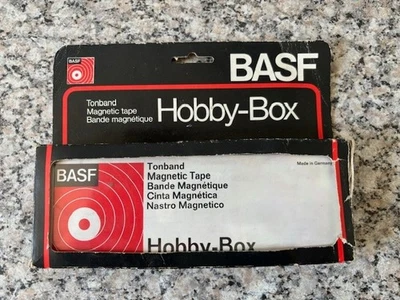 BASF
BASF
Tonband
Magnetic tape
Bande magnétique
Hobby-Box
BASF
Tonband
Magnetic Tape
Bande Magnétique
Cinta Magnética
Nastro Magnetico
Made in Germany
Hobby-Box